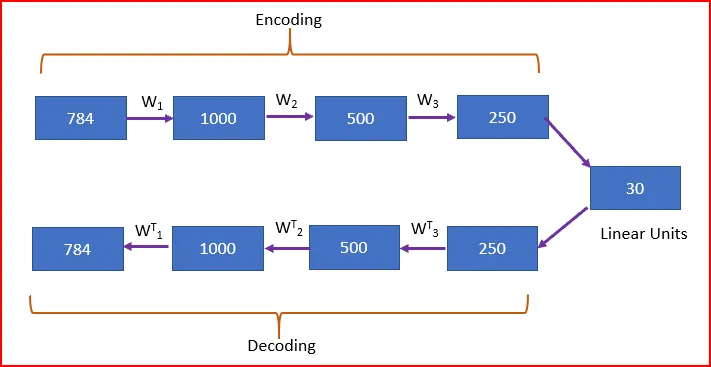 Encoding
W₁
W₂
W₃
784
1000
500
250
30
Linear Units
Wᵀ₁
Wᵀ₂
Wᵀ₃
784
1000
500
250
Decoding